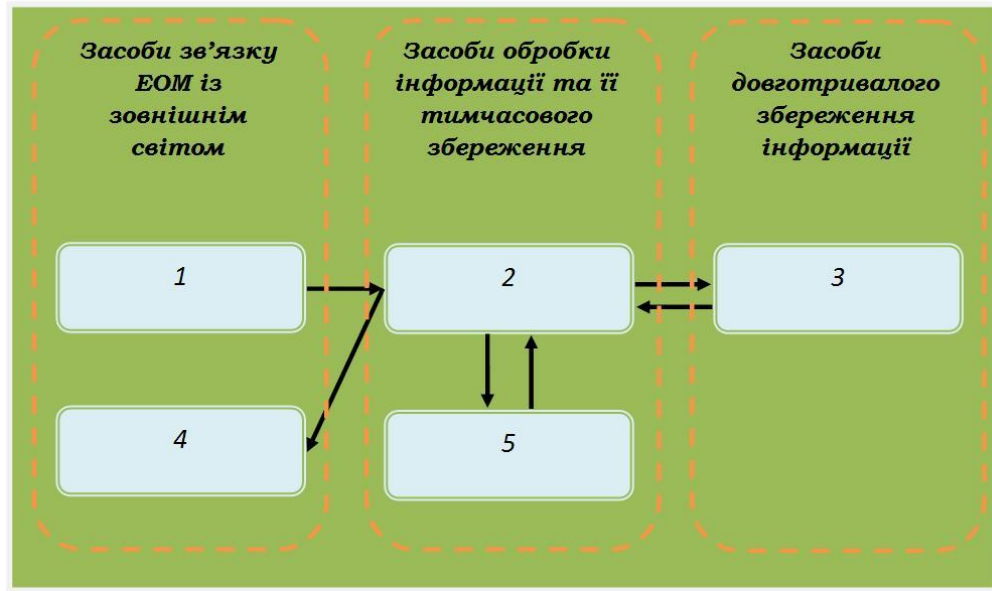 Засоби зв’язку
ЕОМ із
зовнішнім
світом
Засоби обробки
інформації та її
тимчасового
збереження
Засоби
довготривалого
збереження
інформації
1
2
3
4
5